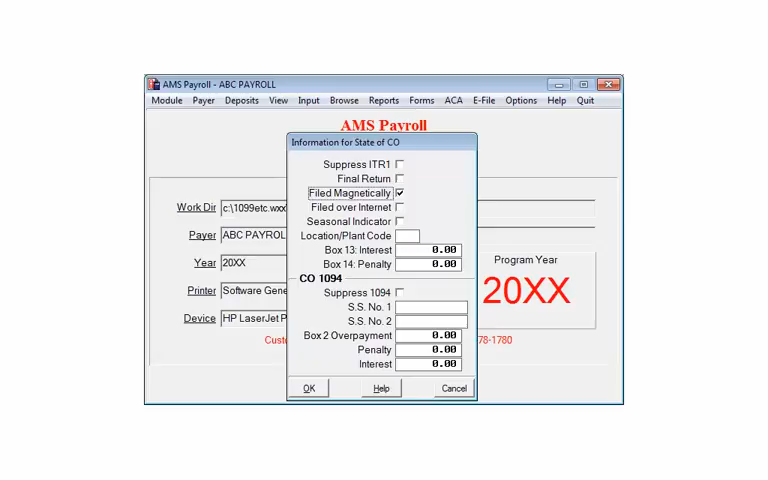 AMS Payroll - ABC PAYROLL
Module Payer Deposits View Input Browse Reports Forms ACA E-File Options Help Quit
AMS Payroll
Information for State of CO
Suppress ITR1
Final Return
Filed Magnetically
Filed over Internet
Seasonal Indicator
Location/Plant Code
Box 13: Interest 0.00
Box 14: Penalty 0.00
CO 1094
Suppress 1094
S.S. No. 1
S.S. No. 2
Box 2 Overpayment 0.00
Penalty 0.00
Interest 0.00
OK Help Cancel
Work Dir c:\1099etc.wxx
Payer ABC PAYROL
Year 20XX
Printer Software Gene
Device HP LaserJet P
Program Year
20XX
78-1780